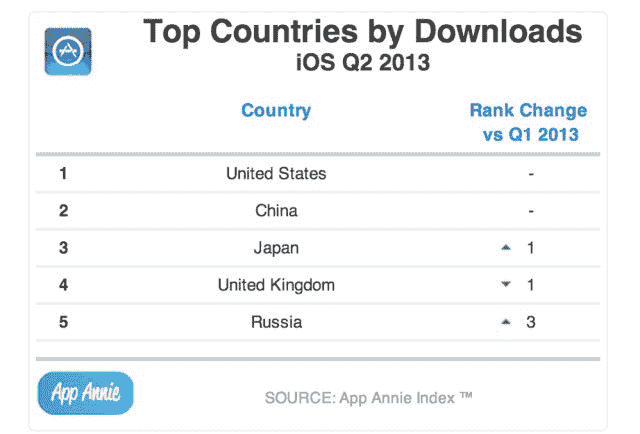 Top Countries by Downloads
iOS Q2 2013
Country Rank Change
vs Q1 2013
1 United States -
2 China -
3 Japan ▲ 1
4 United Kingdom ▼ 1
5 Russia ▲ 3
App Annie SOURCE: App Annie Index ™